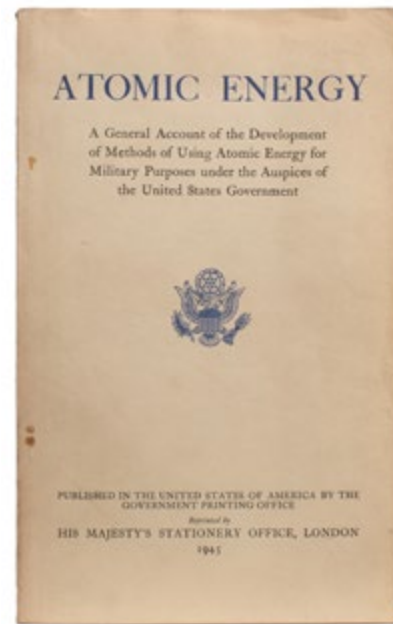 ATOMIC ENERGY
A General Account of the Development
of Methods of Using Atomic Energy for
Military Purposes under the Auspices of
the United States Government
PUBLISHED IN THE UNITED STATES OF AMERICA BY THE
GOVERNMENT PRINTING OFFICE
Reprinted by
HIS MAJESTY'S STATIONERY OFFICE, LONDON
1945